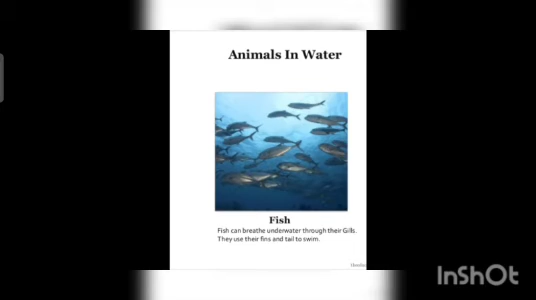 Animals In Water
Fish
Fish can breathe underwater through their Gills.
They use their fins and tail to swim.
InShOt